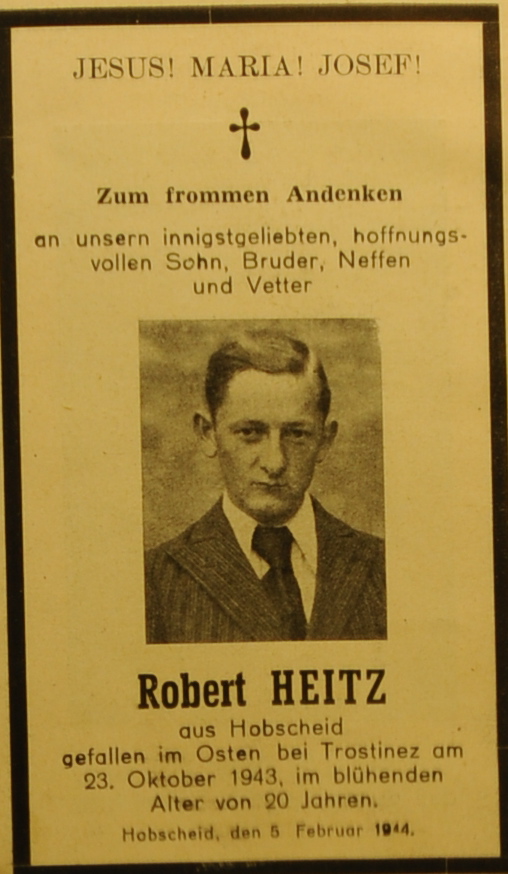 JESUS! MARIA! JOSEF!
Zum frommen Andenken
an unsern innigstgeliebten, hoffnungs-
vollen Sohn, Bruder, Neffen
und Vetter
Robert HEITZ
aus Hobscheid
gefallen im Osten bei Trostinez am
23. Oktober 1943, im blühenden
Alter von 20 Jahren.
Hobscheid, den 5 Februar 1944.